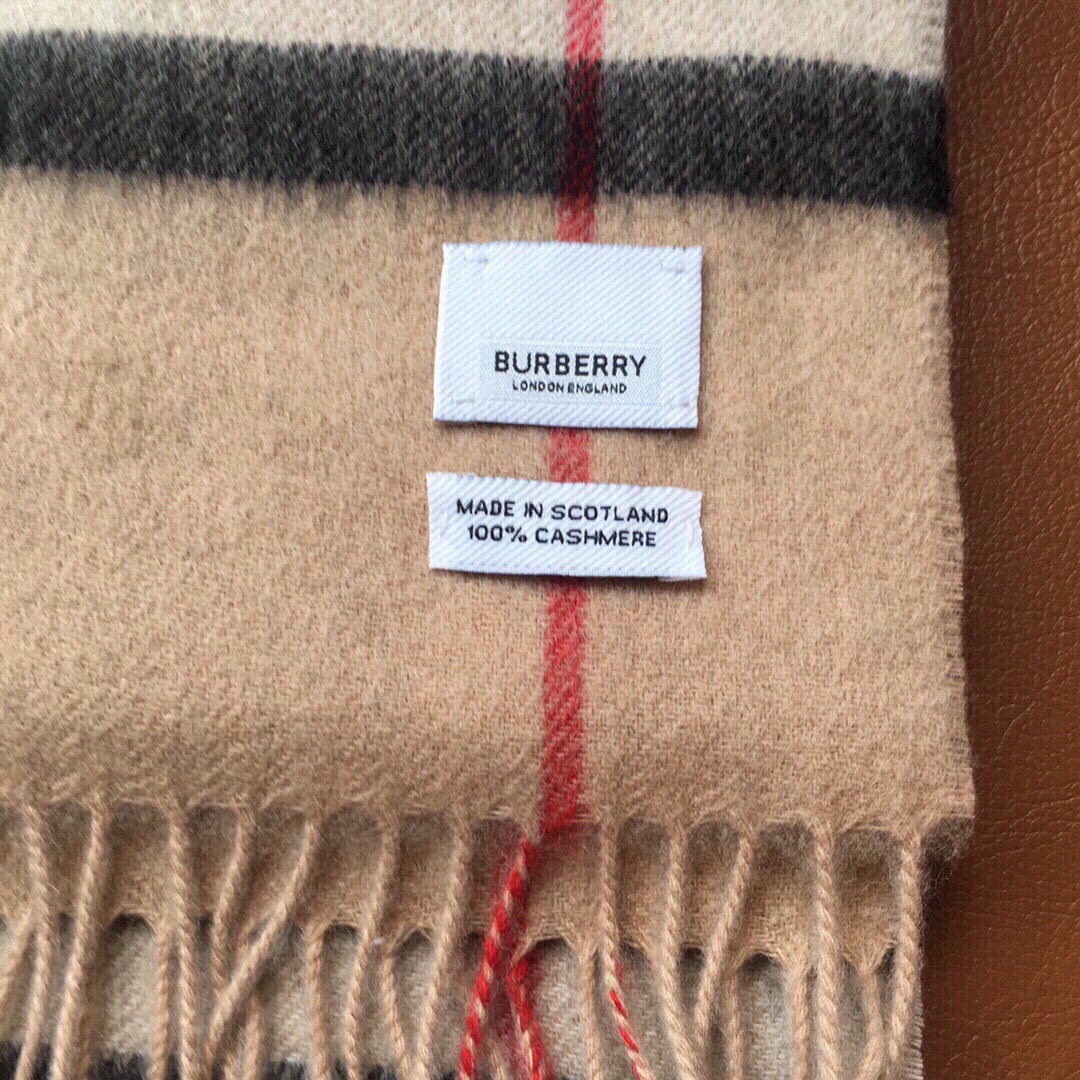 BURBERRY
LONDON ENGLAND
MADE IN SCOTLAND
100% CASHMERE